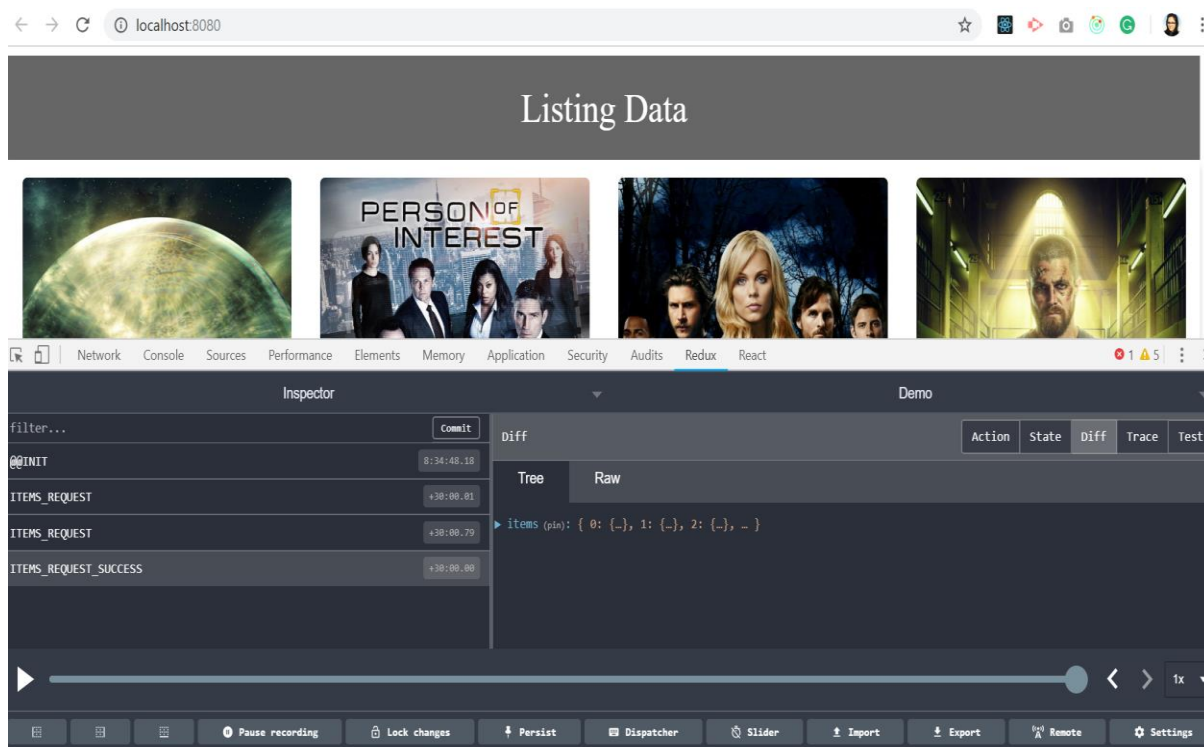 localhost:8080
Listing Data
PERSON OF
INTEREST
Network Console Sources Performance Elements Memory Application Security Audits Redux React 1 5
Inspector Demo
filter... Commit
Diff Action State Diff Trace Test
@@INIT 8:34:48.18
Tree Raw
ITEMS_REQUEST +30:00.01
items (pin): { 0: {…}, 1: {…}, 2: {…}, … }
ITEMS_REQUEST +30:00.79
ITEMS_REQUEST_SUCCESS +30:00.00
1x
Pause recording Lock changes Persist Dispatcher Slider Import Export Remote Settings